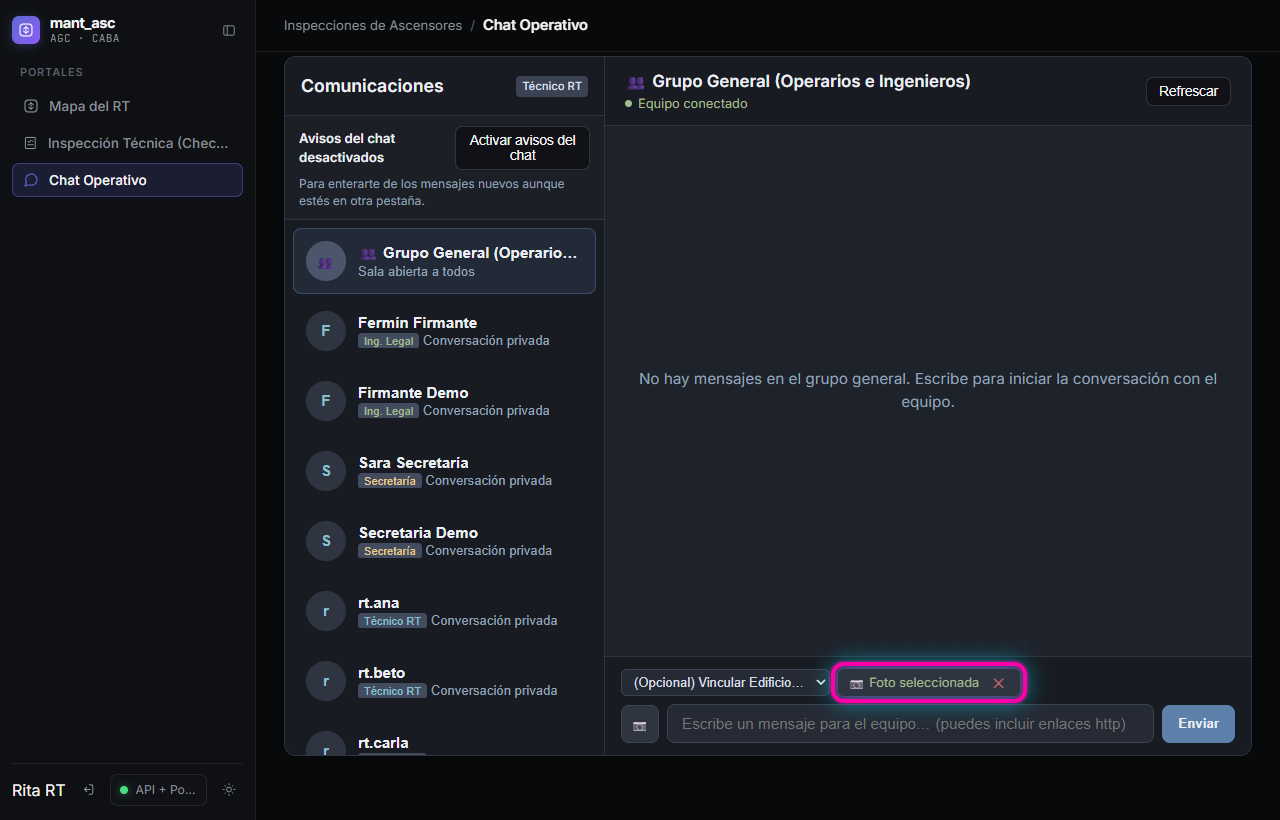 mant_asc
AGC · CABA
PORTALES
Mapa del RT
Inspección Técnica (Chec...
Chat Operativo
Rita RT
API + Po...
Inspecciones de Ascensores / Chat Operativo
Comunicaciones
Técnico RT
Avisos del chat
desactivados
Activar avisos del
chat
Para enterarte de los mensajes nuevos aunque
estés en otra pestaña.
Grupo General (Operario...
Sala abierta a todos
F
Fermín Firmante
Ing. Legal Conversación privada
F
Firmante Demo
Ing. Legal Conversación privada
S
Sara Secretaría
Secretaría Conversación privada
S
Secretaria Demo
Secretaría Conversación privada
r
rt.ana
Técnico RT Conversación privada
r
rt.beto
Técnico RT Conversación privada
r
rt.carla
Grupo General (Operarios e Ingenieros)
Equipo conectado
Refrescar
No hay mensajes en el grupo general. Escribe para iniciar la conversación con el
equipo.
(Opcional) Vincular Edificio...
Foto seleccionada
Escribe un mensaje para el equipo... (puedes incluir enlaces http)
Enviar